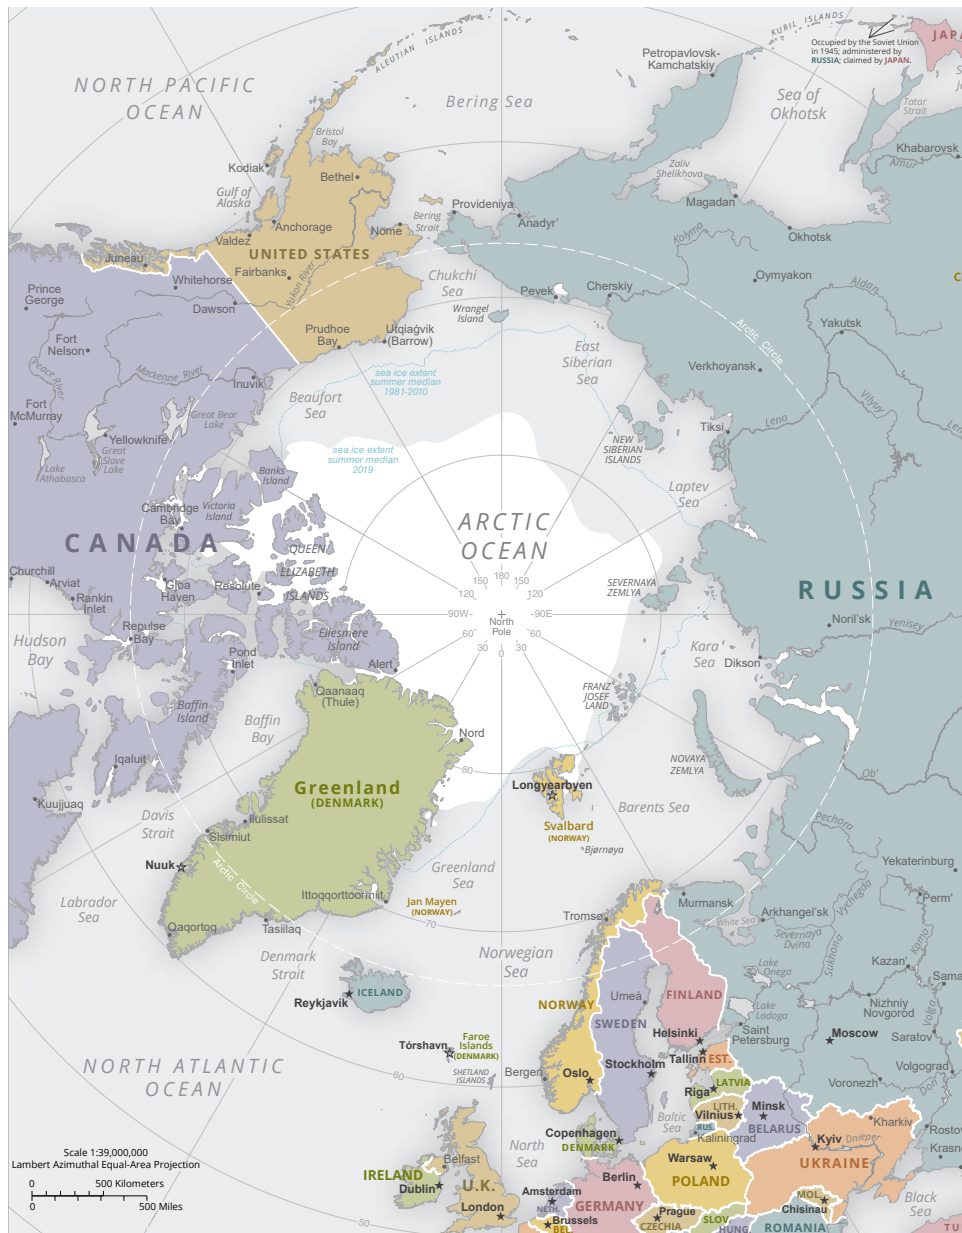 KURIL ISLANDS
Occupied by the Soviet Union
in 1945; administered by
RUSSIA; claimed by JAPAN.
ALEUTIAN ISLANDS
Petropavlovsk-
Kamchatskiy
NORTH PACIFIC
OCEAN
Bering Sea
Sea of
Okhotsk
Tatar
Strait
Bristol
Bay
Khabarovsk
Amur
Kodiak
Bethel
Zaliv
Shelikhova
Gulf of
Alaska
Magadan
Provideniya
Bering
Strait
Anadyr'
Anchorage
Nome
Valdez
Okhotsk
Kolyma
UNITED STATES
Juneau
Fairbanks
Yukon River
Chukchi
Sea
Whitehorse
Oymyakon
Aldan
Prince
George
Pevek
Cherskiy
Dawson
Wrangel
Island
Yakutsk
Prudhoe
Bay
Utqiaġvik
(Barrow)
Arctic Circle
Fort
Nelson
East
Siberian
Sea
Peace River
Mackenzie River
Inuvik
sea ice extent
summer median
1981-2010
Verkhoyansk
Vilyuy
Beaufort
Sea
Fort
McMurray
Great Bear
Lake
Lena
Tiksi
Yellowknife
Great
Slave
Lake
Lake
Athabasca
sea ice extent
summer median
2019
NEW
SIBERIAN
ISLANDS
Banks
Island
Laptev
Sea
Cambridge
Bay
Victoria
Island
ARCTIC
OCEAN
CANADA
QUEEN
ELIZABETH
ISLANDS
Churchill
Arviat
Gjoa
Haven
Resolute
180
150
150
120
120
90W
90E
60
60
30
30
0
North
Pole
SEVERNAYA
ZEMLYA
RUSSIA
Rankin
Inlet
Repulse
Bay
Noril'sk
Yenisey
Hudson
Bay
Ellesmere
Island
Pond
Inlet
Alert
Kara
Sea
Dikson
Qaanaaq
(Thule)
FRANZ
JOSEF
LAND
Baffin
Island
Baffin
Bay
Nord
Iqaluit
NOVAYA
ZEMLYA
Ob'
80
Greenland
(DENMARK)
Longyearbyen
Kuujjuaq
Davis
Strait
Ilulissat
Sisimiut
Barents Sea
Svalbard
(NORWAY)
Pechora
Bjørnøya
Nuuk
Arctic Circle
Greenland
Sea
Yekaterinburg
Labrador
Sea
Ittoqqortoormiit
Jan Mayen
(NORWAY)
Murmansk
Vychegda
Perm'
Tromsø
White Sea
Arkhangel'sk
Qaqortoq
Tasiilaq
70
Severnaya
Dvina
Sukhona
Kama
Denmark
Strait
Norwegian
Sea
Lake
Onega
Kazan'
Samara
ICELAND
Reykjavík
NORWAY
Umeå
FINLAND
Lake
Ladoga
Nizhniy
Novgorod
Volga
SWEDEN
Helsinki
Saint
Petersburg
Moscow
Saratov
Tórshavn
Faroe
Islands
(DENMARK)
Tallinn
EST.
NORTH ATLANTIC
OCEAN
60
SHETLAND
ISLANDS
Bergen
Oslo
Stockholm
Volgograd
Riga
LATVIA
Voronezh
Don
LITH.
Vilnius
Minsk
Baltic
Sea
RUS.
Kaliningrad
BELARUS
Kharkiv
Copenhagen
DENMARK
North
Sea
Kyiv
Dnieper
Scale 1:39,000,000
Lambert Azimuthal Equal-Area Projection
Belfast
Warsaw
UKRAINE
IRELAND
Dublin
U.K.
Berlin
POLAND
0 500 Kilometers
0 500 Miles
Amsterdam
NETH.
MOL.
Chisinau
Black
Sea
London
GERMANY
Prague
50
Brussels
BEL.
CZECHIA
SLOV.
HUNG.
ROMANIA